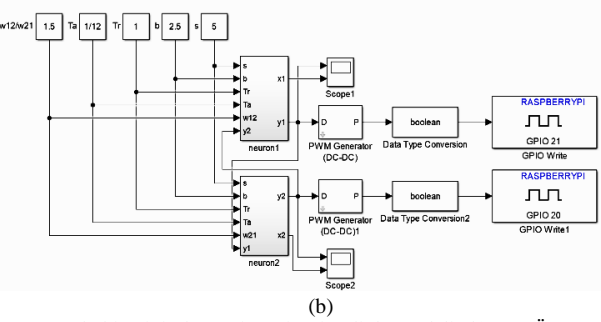 w12/w21 1.5 Ta 1/12 Tr 1 b 2.5 s 5
s
b
Tr
Ta
w12
y2
x1
y1
neuron1
Scope1
D P
PWM Generator
(DC-DC)
boolean
Data Type Conversion
RASPBERRYPI
GPIO 21
GPIO Write
s
b
Tr
Ta
w21
y1
y2
x2
neuron2
D P
PWM Generator
(DC-DC)1
boolean
Data Type Conversion2
RASPBERRYPI
GPIO 20
GPIO Write1
Scope2
(b)